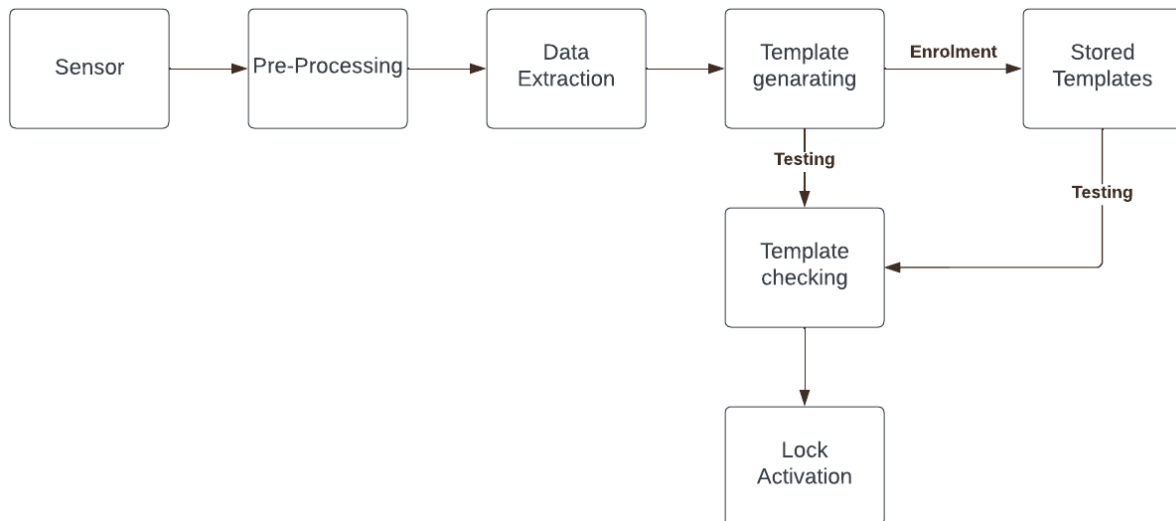 Sensor
Pre-Processing
Data
Extraction
Template
genarating
Enrolment
Stored
Templates
Testing
Testing
Template
checking
Lock
Activation